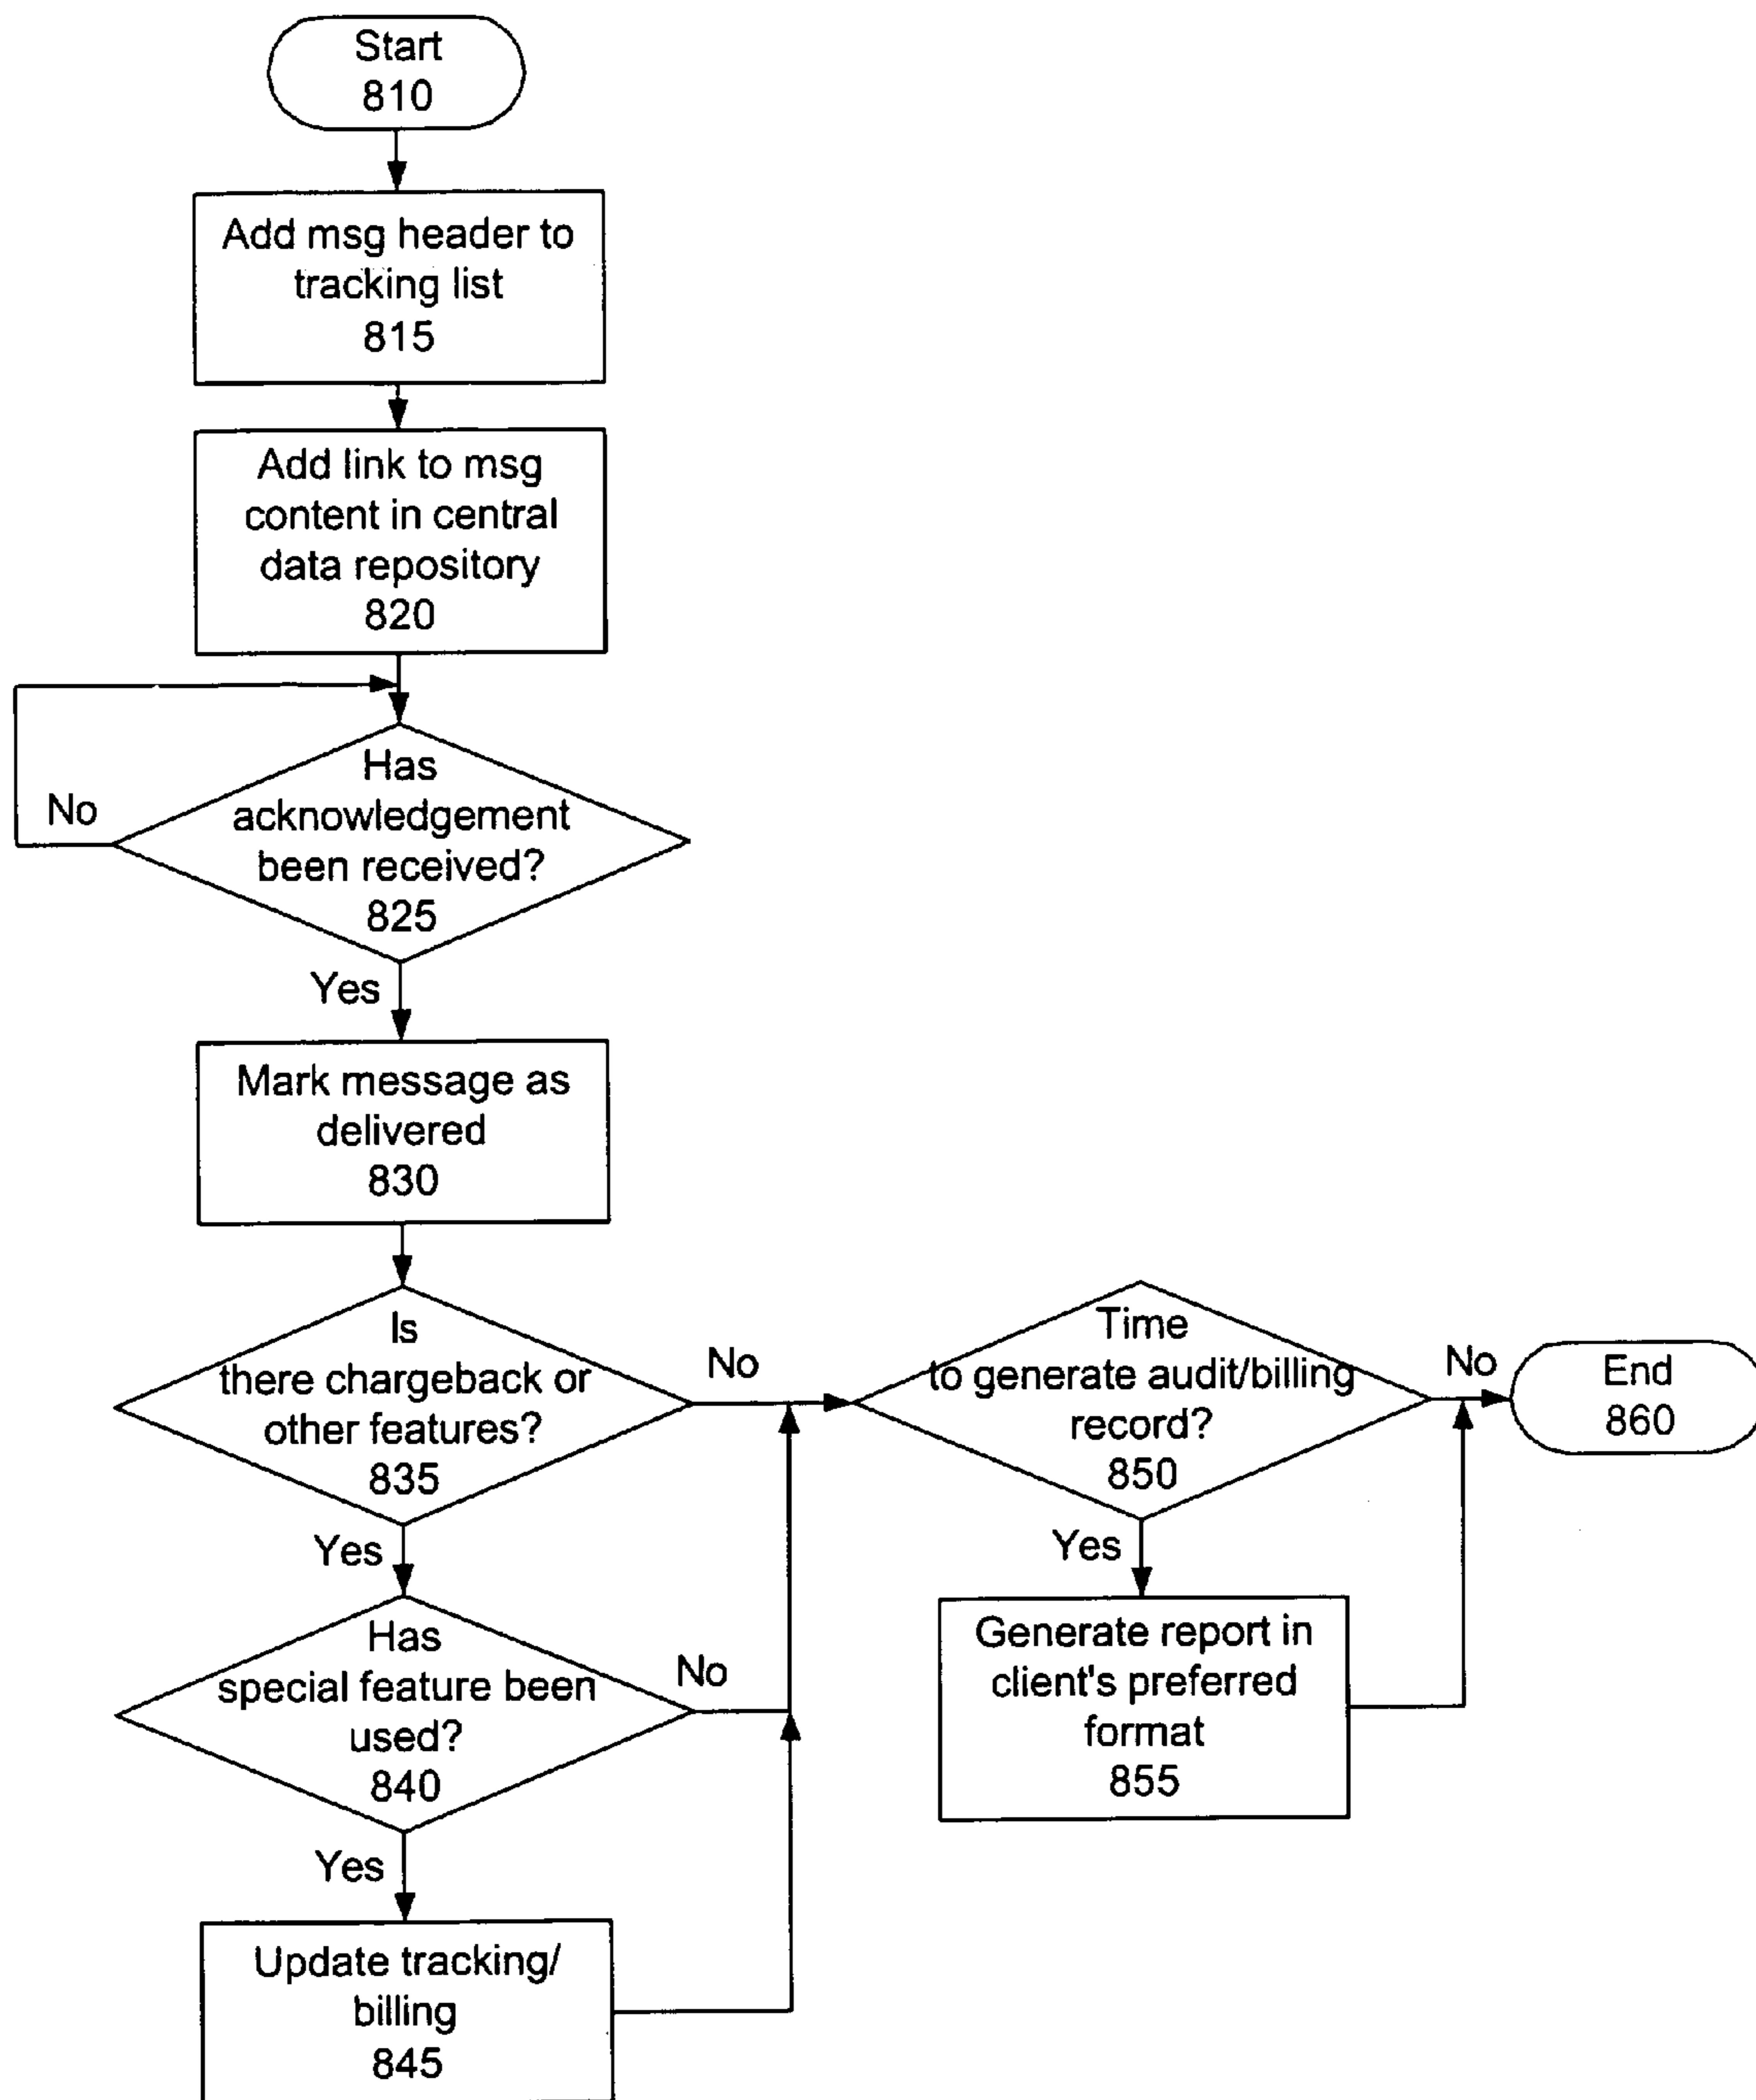 Start
810
Add msg header to
tracking list
815
Add link to msg
content in central
data repository
820
Has
acknowledgement
been received?
825
No
Yes
Mark message as
delivered
830
Is
there chargeback or
other features?
835
No
Yes
Has
special feature been
used?
840
No
Yes
Update tracking/
billing
845
Time
to generate audit/billing
record?
850
No
Yes
Generate report in
client's preferred
format
855
End
860